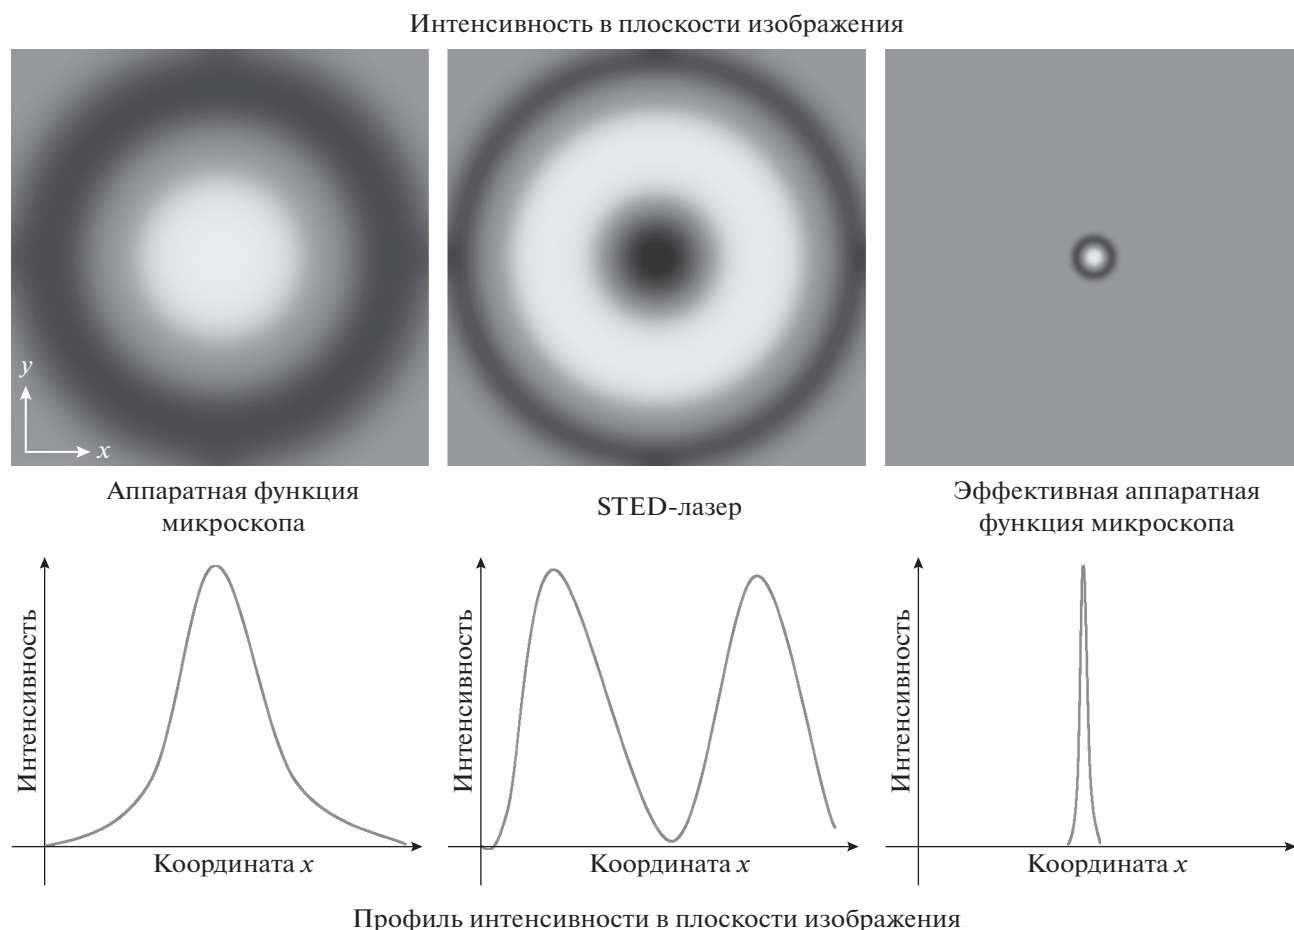 Интенсивность в плоскости изображения
y
x
Аппаратная функция
микроскопа
STED-лазер
Эффективная аппаратная
функция микроскопа
Интенсивность
Координата x
Интенсивность
Координата x
Интенсивность
Координата x
Профиль интенсивности в плоскости изображения